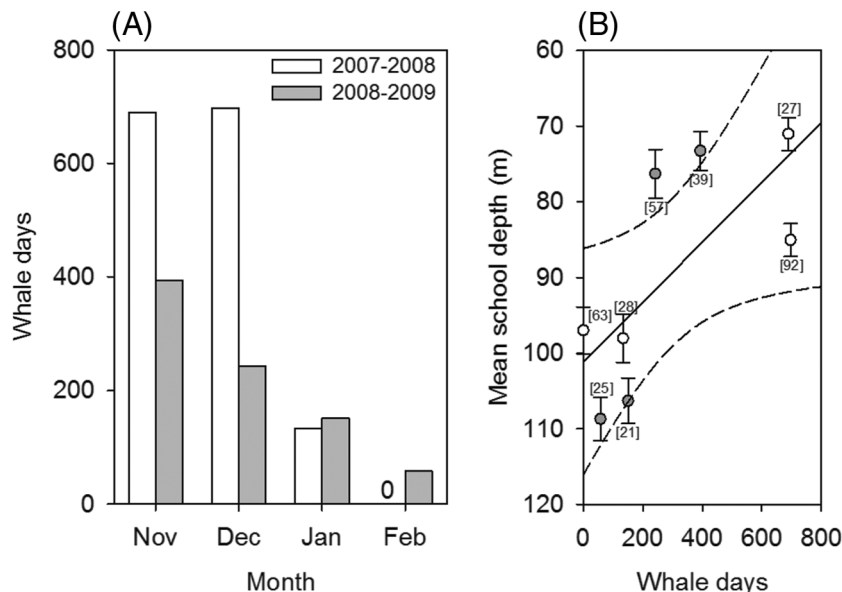 (A)
800
600
400
200
0
Whale days
2007-2008
2008-2009
0
Nov Dec Jan Feb
Month
(B)
60
70
80
90
100
110
120
Mean school depth (m)
[27]
[39]
[57]
[92]
[63]
[28]
[25]
[21]
0 200 400 600 800
Whale days